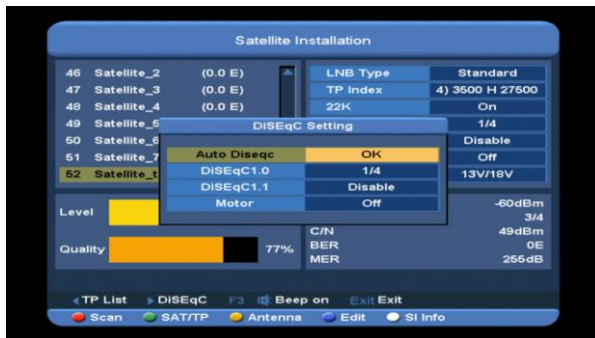 Satellite Installation
46 Satellite_2 (0.0 E)
47 Satellite_3 (0.0 E)
48 Satellite_4 (0.0 E)
49 Satellite_5
50 Satellite_6
51 Satellite_7
52 Satellite_t
LNB Type Standard
TP Index 4) 3500 H 27500
22K On
1/4
Disable
Off
13V/18V
DiSEqC Setting
Auto Diseqc OK
DiSEqC1.0 1/4
DiSEqC1.1 Disable
Motor Off
Level
Quality 77%
-60dBm
3/4
C/N 49dBm
BER 0E
MER 255dB
TP List DiSEqC F3 Beep on Exit Exit
Scan SAT/TP Antenna Edit SI Info